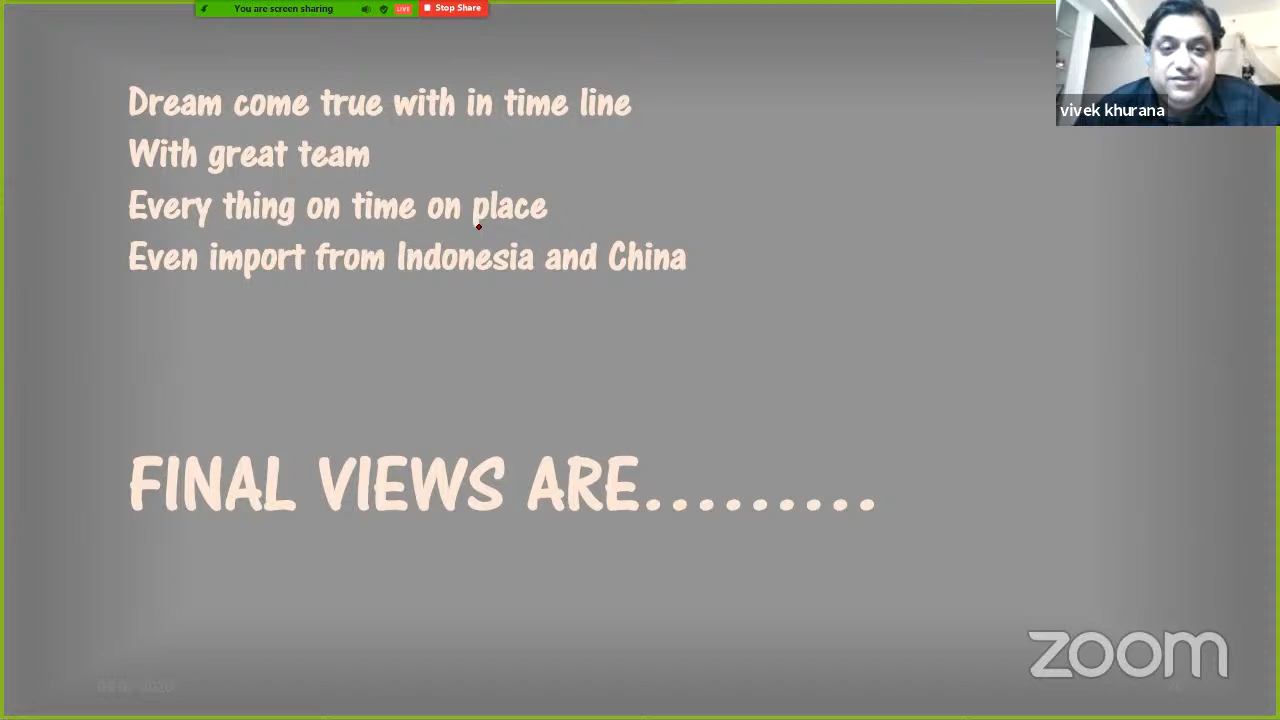 You are screen sharing LIVE Stop Share
vivek khurana
Dream come true with in time line
With great team
Every thing on time on place
Even import from Indonesia and China
FINAL VIEWS ARE.........
zoom